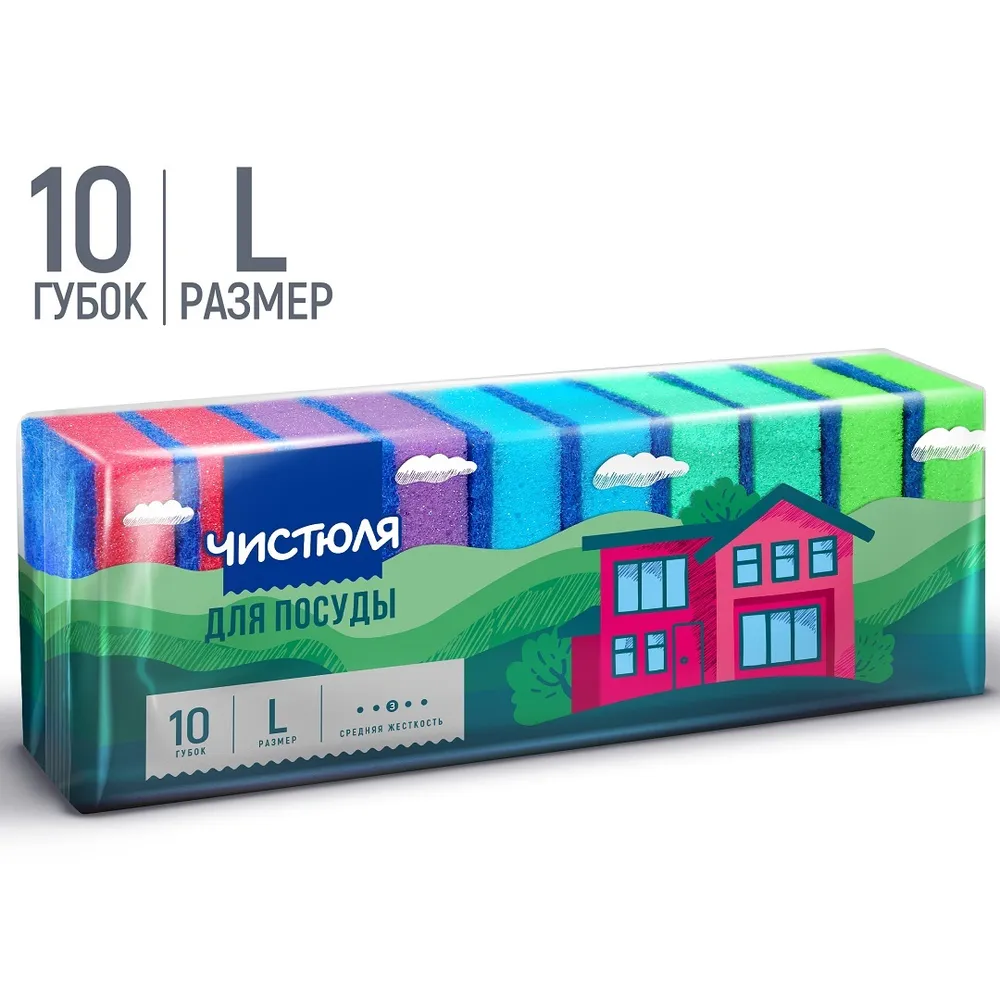 10 L
ГУБОК РАЗМЕР
ЧИСТЮЛЯ
ДЛЯ ПОСУДЫ
10 L 3
ГУБОК РАЗМЕР СРЕДНЯЯ ЖЕСТКОСТЬ